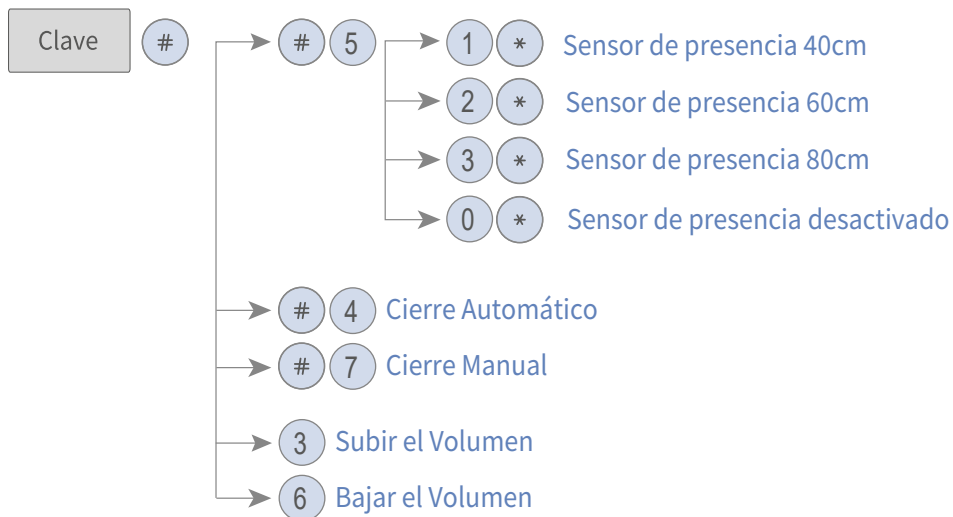 Clave # # 5 1 * Sensor de presencia 40cm
2 * Sensor de presencia 60cm
3 * Sensor de presencia 80cm
0 * Sensor de presencia desactivado
# 4 Cierre Automático
# 7 Cierre Manual
3 Subir el Volumen
6 Bajar el Volumen